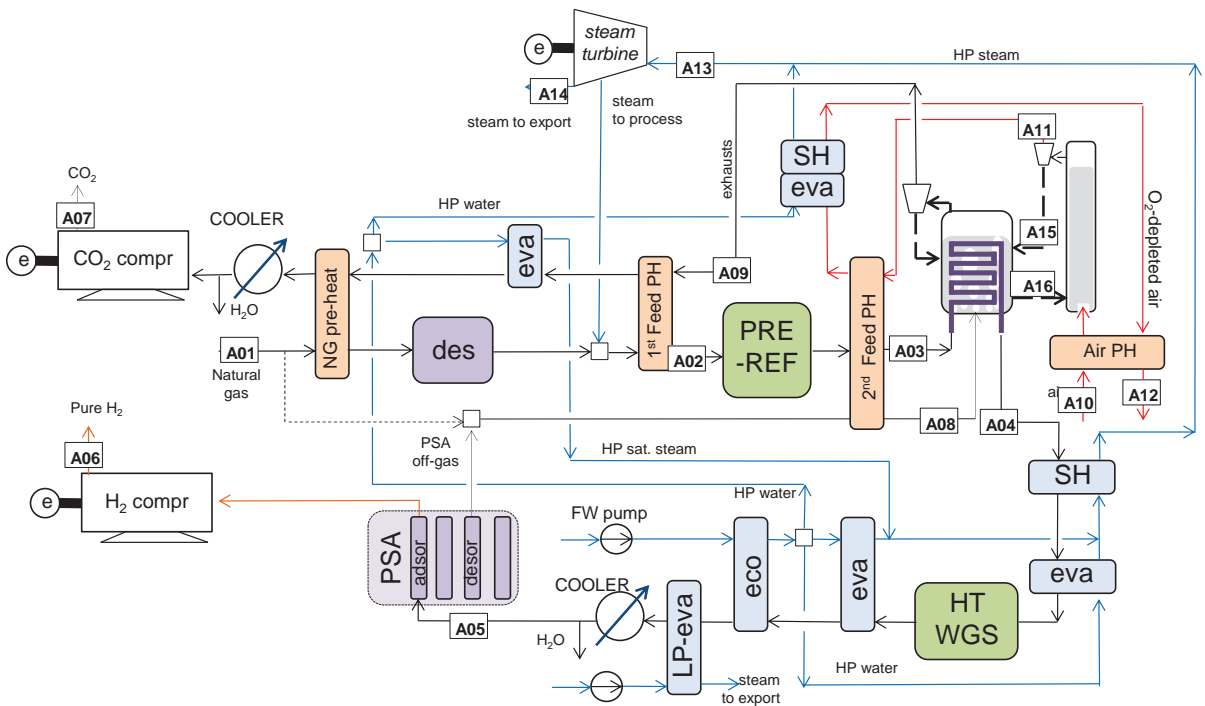 steam
turbine
e
A13
HP steam
A14
steam to export
steam
to process
A11
CO2
A07
COOLER
HP water
exhausts
SH
eva
O2-depleted air
A15
e
CO2 compr
eva
A09
A16
H2O
NG pre-heat
1st Feed PH
PRE
-REF
2nd Feed PH
A01
Natural
gas
des
A02
A03
Air PH
Pure H2
A08
A04
A10
A12
A06
PSA
off-gas
HP sat. steam
SH
e
H2 compr
HP water
FW pump
PSA
adsor
desor
COOLER
eco
eva
eva
HT
WGS
A05
H2O
LP-eva
HP water
steam
to export